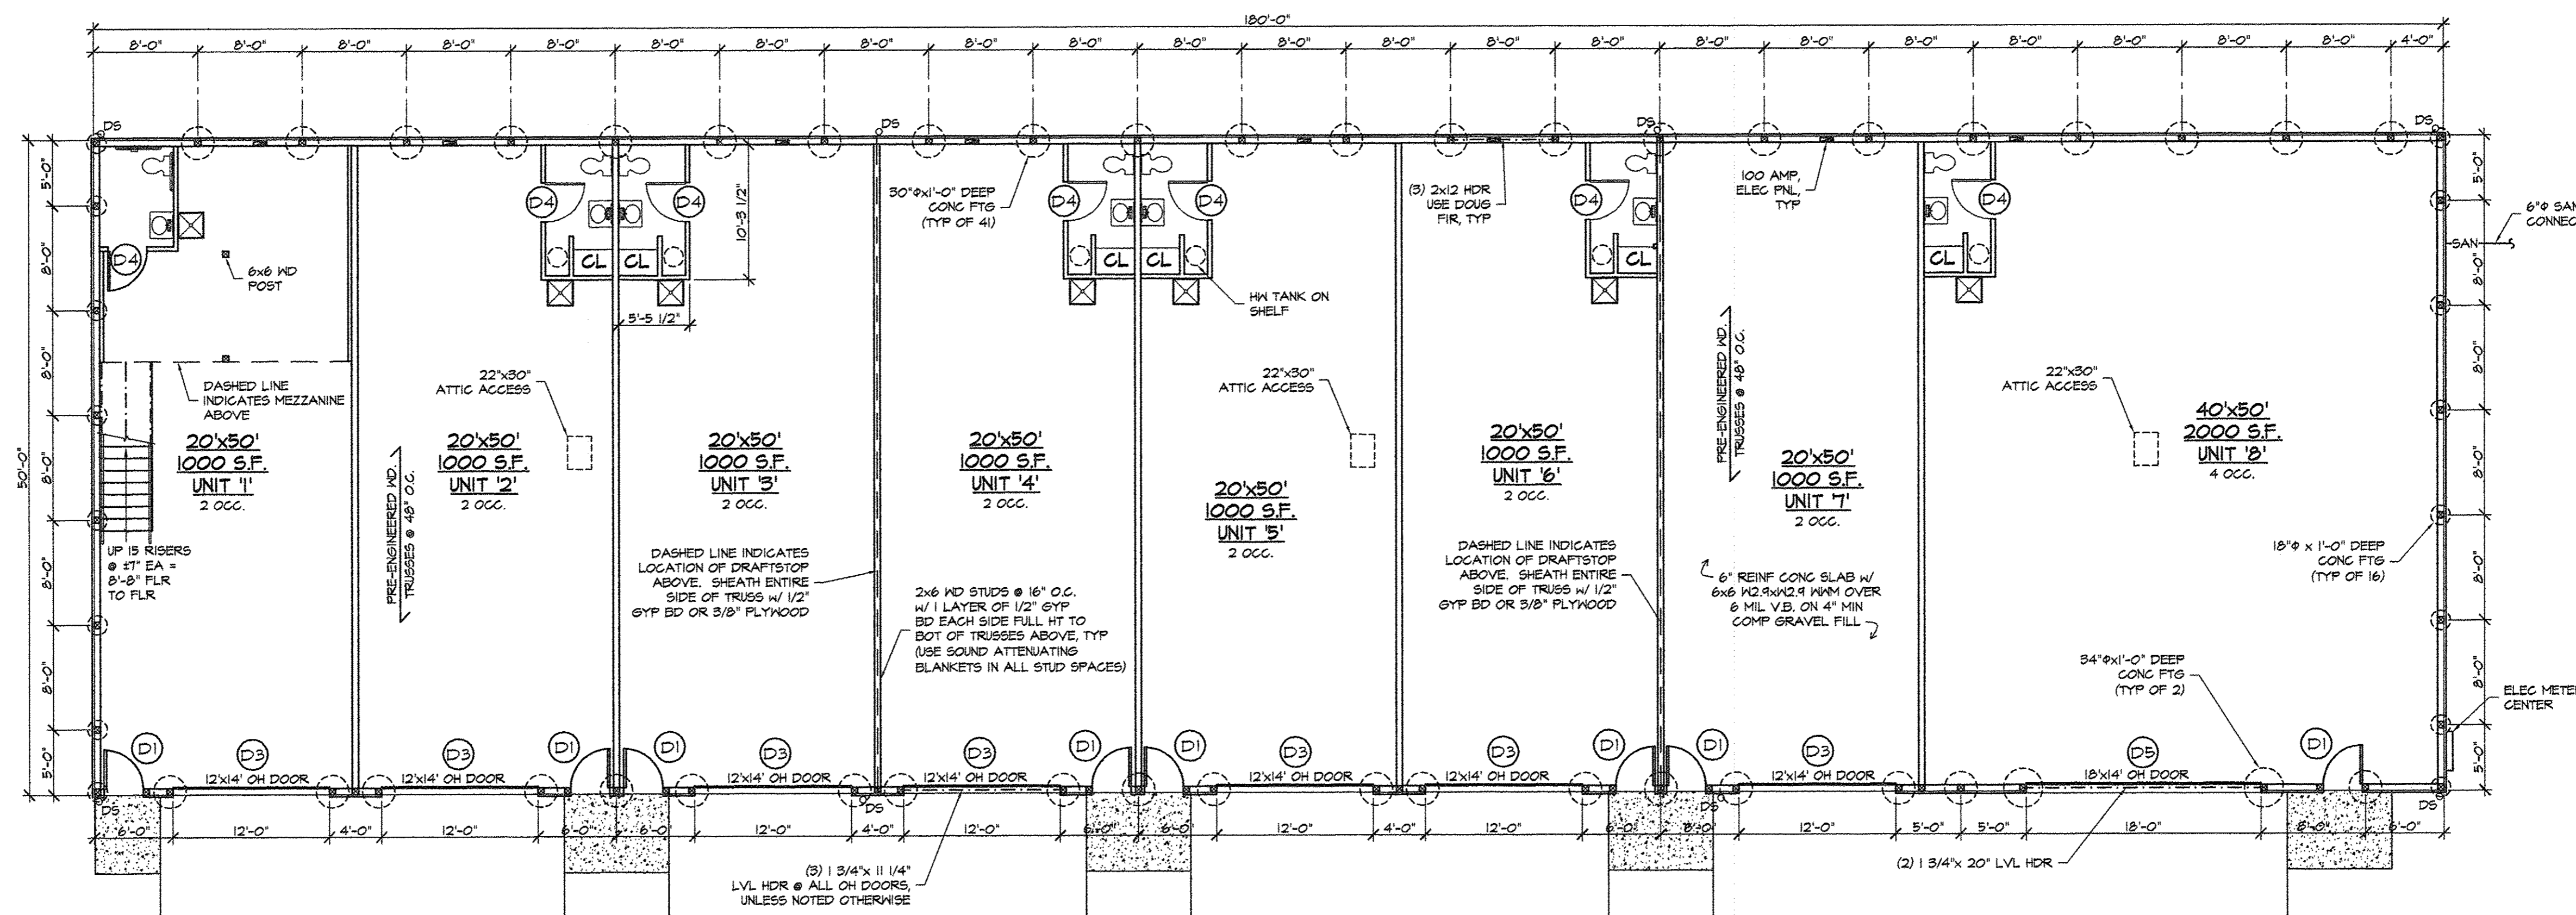 180'-0"
8'-0" 8'-0" 8'-0" 8'-0" 8'-0" 8'-0" 8'-0" 8'-0" 8'-0" 8'-0" 8'-0" 8'-0" 8'-0" 8'-0" 8'-0" 8'-0" 8'-0" 8'-0" 8'-0" 8'-0" 8'-0" 8'-0" 4'-0"
DS DS DS DS
50'-0"
5'-0"
8'-0"
8'-0"
8'-0"
8'-0"
8'-0"
5'-0"
D4
6x6 WD
POST
DASHED LINE
INDICATES MEZZANINE
ABOVE
20'x50'
1000 S.F.
UNIT '1'
2 OCC.
UP 15 RISERS
@ ±7" EA =
8'-8" FLR
TO FLR
PRE-ENGINEERED WD.
TRUSSES @ 48" O.C.
22"x30"
ATTIC ACCESS
20'x50'
1000 S.F.
UNIT '2'
2 OCC.
D4 D4
CL CL
10'-3 1/2"
5'-5 1/2"
20'x50'
1000 S.F.
UNIT '3'
2 OCC.
DASHED LINE INDICATES
LOCATION OF DRAFTSTOP
ABOVE. SHEATH ENTIRE
SIDE OF TRUSS W/ 1/2"
GYP BD OR 3/8" PLYWOOD
30"Φx1'-0" DEEP
CONC FTG
(TYP OF 41)
20'x50'
1000 S.F.
UNIT '4'
2 OCC.
2x6 WD STUDS @ 16" O.C.
W/ 1 LAYER OF 1/2" GYP
BD EACH SIDE FULL HT TO
BOT OF TRUSSES ABOVE, TYP
(USE SOUND ATTENUATING
BLANKETS IN ALL STUD SPACES)
D4 D4
CL CL
HW TANK ON
SHELF
22"x30"
ATTIC ACCESS
20'x50'
1000 S.F.
UNIT '5'
2 OCC.
(3) 2x12 HDR
USE DOUG
FIR, TYP
D4
CL
20'x50'
1000 S.F.
UNIT '6'
2 OCC.
DASHED LINE INDICATES
LOCATION OF DRAFTSTOP
ABOVE. SHEATH ENTIRE
SIDE OF TRUSS W/ 1/2"
GYP BD OR 3/8" PLYWOOD
100 AMP,
ELEC PNL,
TYP
PRE-ENGINEERED WD.
TRUSSES @ 48" O.C.
20'x50'
1000 S.F.
UNIT '7'
2 OCC.
6" REINF CONC SLAB W/
6x6 W2.9xW2.9 WWM OVER
6 MIL V.B. ON 4" MIN
COMP GRAVEL FILL
D4
CL
22"x30"
ATTIC ACCESS
40'x50'
2000 S.F.
UNIT '8'
4 OCC.
18"Φ x 1'-0" DEEP
CONC FTG
(TYP OF 16)
34"Φx1'-0" DEEP
CONC FTG
(TYP OF 2)
5'-0"
8'-0"
8'-0"
8'-0"
8'-0"
8'-0"
5'-0"
6"Φ SAN
CONNEC
SAN
ELEC METE
CENTER
D1 D3 D3 D1 D1 D3 D3 D1 D1 D3 D3 D1 D1 D3 D5 D1
12'x14' OH DOOR 12'x14' OH DOOR 12'x14' OH DOOR 12'x14' OH DOOR 12'x14' OH DOOR 12'x14' OH DOOR 12'x14' OH DOOR 18'x14' OH DOOR
DS DS DS DS
6'-0" 12'-0" 4'-0" 12'-0" 6'-0" 6'-0" 12'-0" 4'-0" 12'-0" 6'-0" 6'-0" 12'-0" 4'-0" 12'-0" 6'-0" 8'-0" 12'-0" 5'-0" 5'-0" 18'-0" 8'-0" 6'-0"
(3) 1 3/4"x 11 1/4"
LVL HDR @ ALL OH DOORS,
UNLESS NOTED OTHERWISE
(2) 1 3/4"x 20" LVL HDR